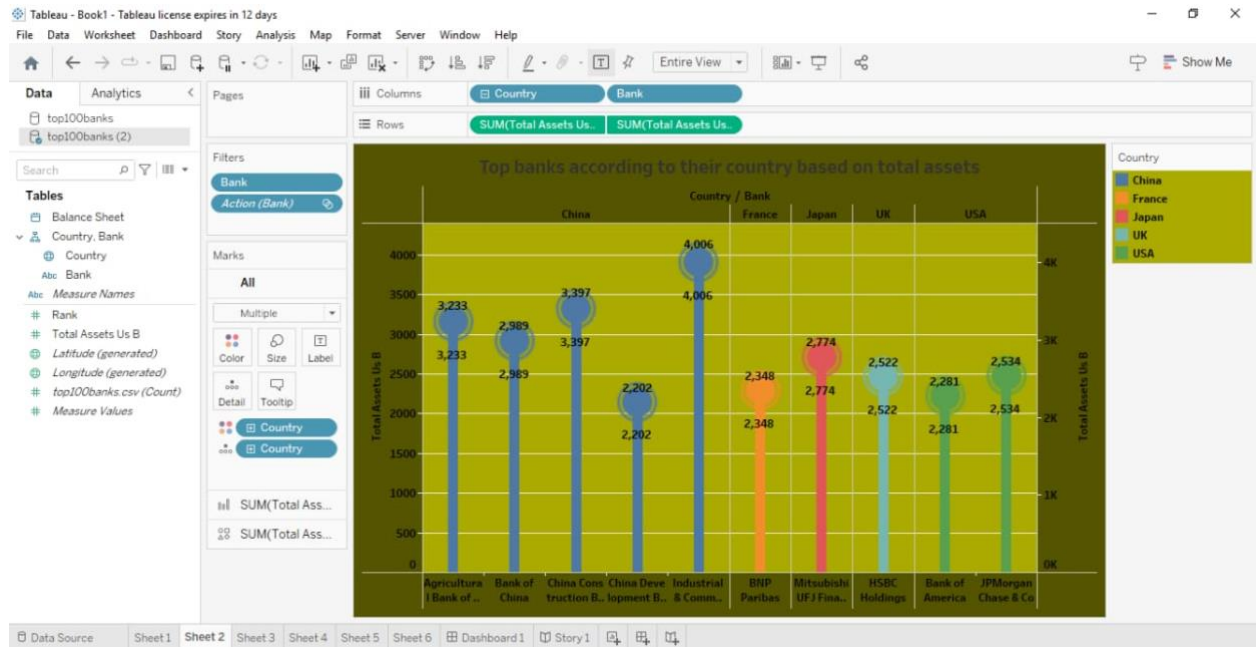 Tableau - Book1 - Tableau license expires in 12 days
File Data Worksheet Dashboard Story Analysis Map Format Server Window Help
Entire View
Show Me
Data Analytics
top100banks
top100banks (2)
Search
Tables
Balance Sheet
Country, Bank
Country
Abc Bank
Abc Measure Names
# Rank
# Total Assets Us B
Latitude (generated)
Longitude (generated)
# top100banks.csv (Count)
# Measure Values
Pages
Filters
Bank
Action (Bank)
Marks
All
Multiple
Color Size Label
Detail Tooltip
Country
Country
SUM(Total Ass...
SUM(Total Ass...
Columns Country Bank
Rows SUM(Total Assets Us.. SUM(Total Assets Us..
Top banks according to their country based on total assets
Country / Bank
China France Japan UK USA
Total Assets Us B
4000
3500
3000
2500
2000
1500
1000
500
0
3,233
3,233
2,989
2,989
3,397
3,397
2,202
2,202
4,006
4,006
2,348
2,348
2,774
2,774
2,522
2,522
2,281
2,281
2,534
2,534
4K
3K
2K
1K
0K
Total Assets Us B
Agricultura Bank of China Cons China Deve Industrial BNP Mitsubishi HSBC Bank of JPMorgan
l Bank of .. China truction B.. lopment B.. & Comm.. Paribas UFJ Fina.. Holdings America Chase & Co
Country
China
France
Japan
UK
USA
Data Source Sheet 1 Sheet 2 Sheet 3 Sheet 4 Sheet 5 Sheet 6 Dashboard 1 Story 1